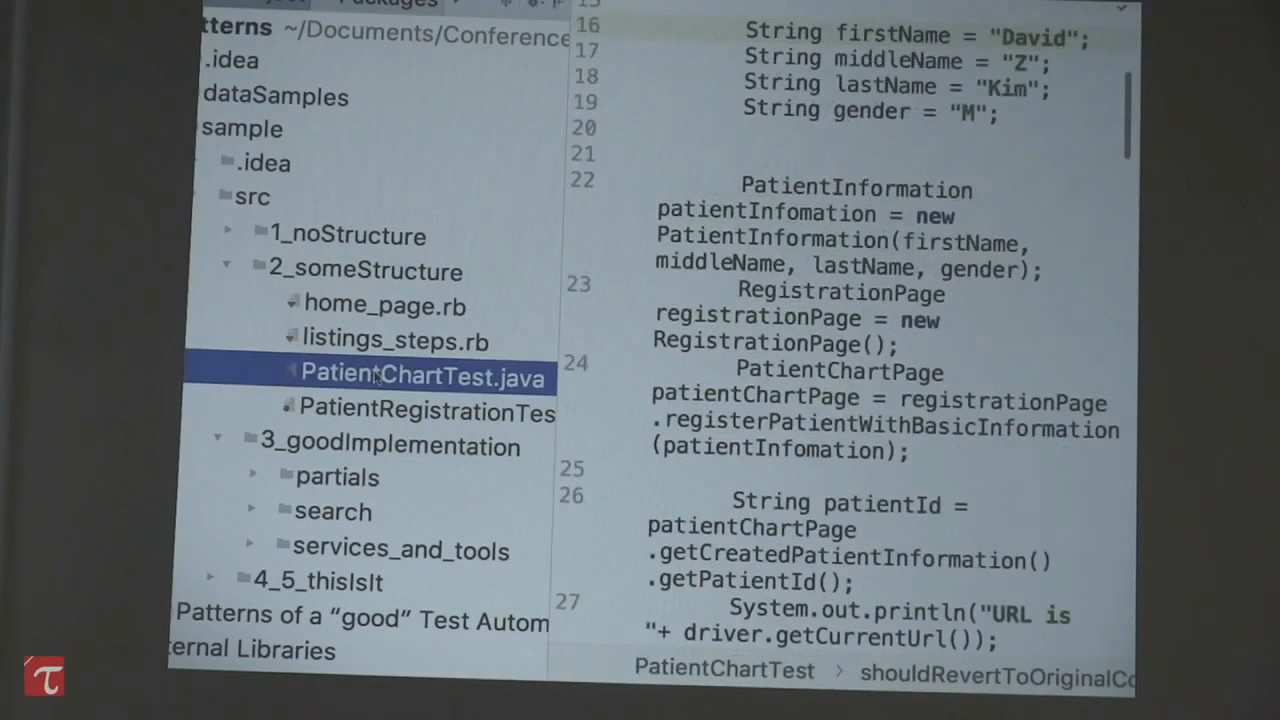 Packages
tterns ~/Documents/Conference
.idea
dataSamples
sample
.idea
src
1_noStructure
2_someStructure
home_page.rb
listings_steps.rb
PatientChartTest.java
PatientRegistrationTes
3_goodImplementation
partials
search
services_and_tools
4_5_thisIsIt
Patterns of a “good” Test Autom
ternal Libraries
15
16 String firstName = "David";
17 String middleName = "Z";
18 String lastName = "Kim";
19 String gender = "M";
20
21
22 PatientInformation
patientInfomation = new
PatientInformation(firstName,
middleName, lastName, gender);
23 RegistrationPage
registrationPage = new
RegistrationPage();
24 PatientChartPage
patientChartPage = registrationPage
.registerPatientWithBasicInformation
(patientInfomation);
25
26 String patientId =
patientChartPage
.getCreatedPatientInformation()
.getPatientId();
27 System.out.println("URL is
"+ driver.getCurrentUrl());
PatientChartTest > shouldRevertToOriginalCo
τ